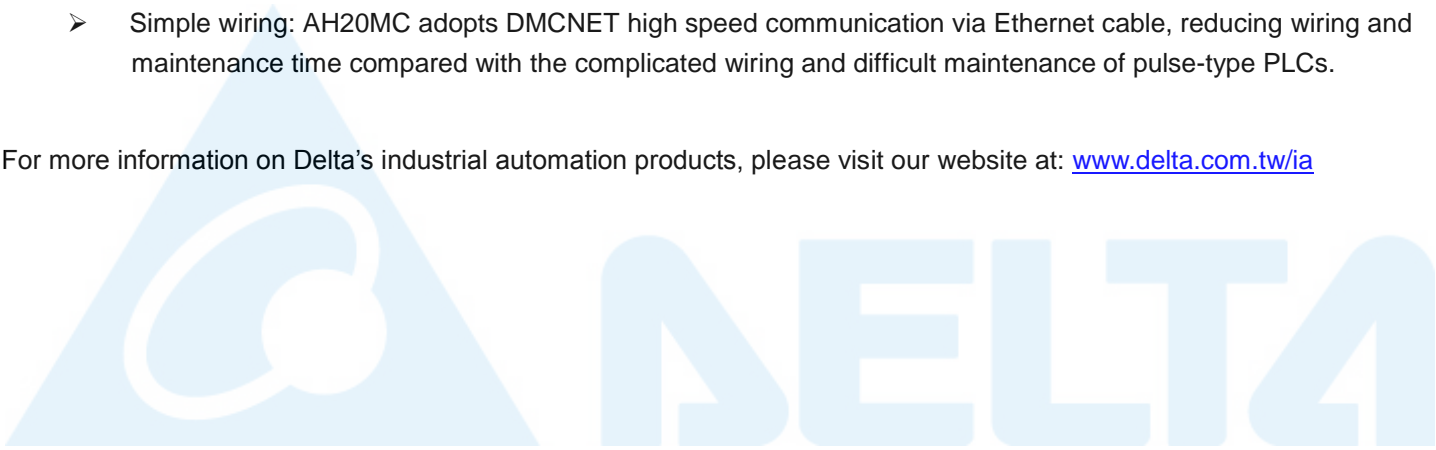 ➢ Simple wiring: AH20MC adopts DMCNET high speed communication via Ethernet cable, reducing wiring and
maintenance time compared with the complicated wiring and difficult maintenance of pulse-type PLCs.
For more information on Delta’s industrial automation products, please visit our website at: www.delta.com.tw/ia
DELTA